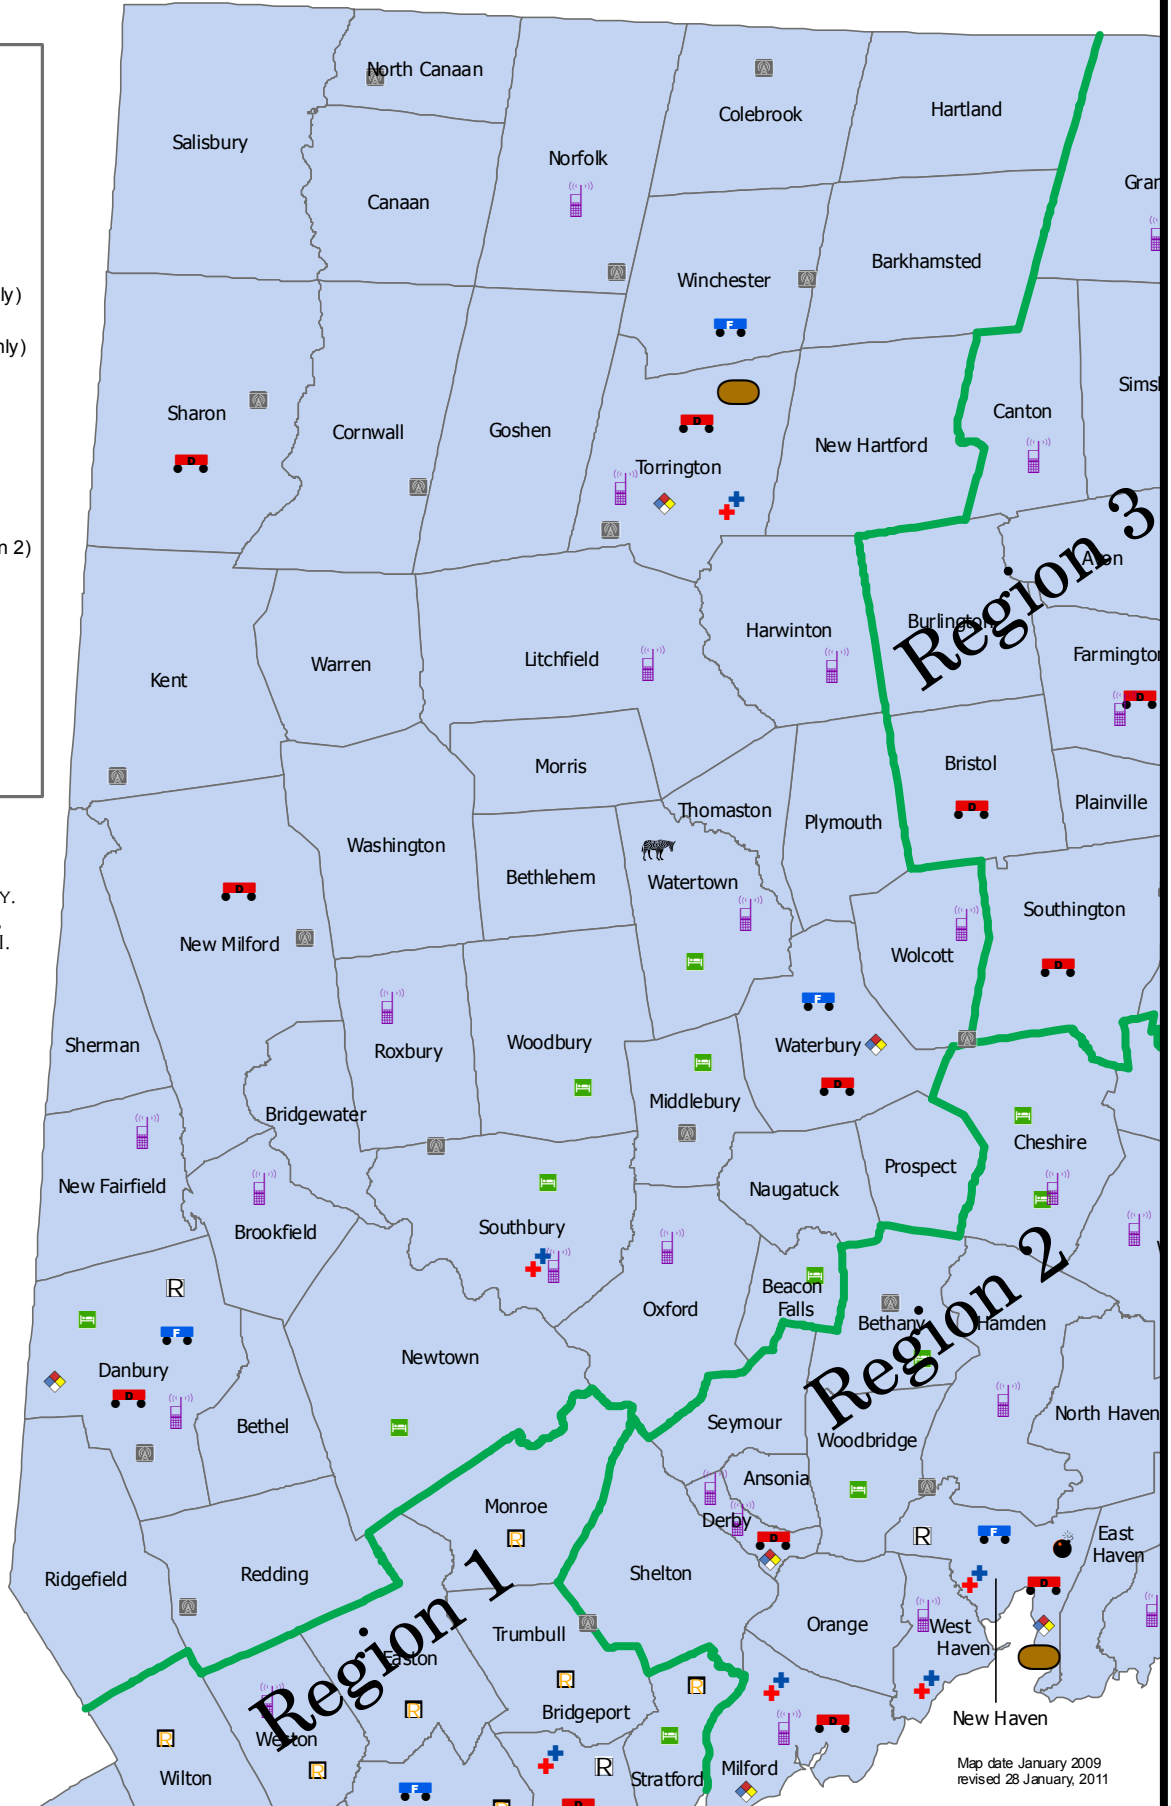 North Canaan
Colebrook
Hartland
Salisbury
Norfolk
Canaan
Gran
Barkhamsted
Winchester
ly)
F
nly)
Sims
Sharon
Canton
Cornwall
Goshen
D
New Hartford
D
Torrington
n 2)
Region 3
Avon
Burlington
Harwinton
Farmington
Litchfield
Warren
Kent
D
Bristol
Morris
Plainville
Thomaston
D
Plymouth
Washington
Bethlehem
Watertown
D
Y.
Southington
I.
New Milford
Wolcott
D
F
Sherman
Roxbury
Woodbury
Waterbury
D
Middlebury
Bridgewater
Cheshire
Prospect
New Fairfield
Naugatuck
Brookfield
Southbury
Region 2
R
Beacon
Falls
Oxford
Bethany
Hamden
F
Newtown
Danbury
D
North Haven
Bethel
Seymour
Woodbridge
Ansonia
Monroe
Derby
R
D
R
F
East
Haven
Redding
Shelton
Ridgefield
D
Region 1
Orange
West
Haven
Trumbull
Easton
R
R
R
Bridgeport
New Haven
D
R
Weston
R
R
Milford
Wilton
Stratford
F
D
Map date January 2009
revised 28 January, 2011